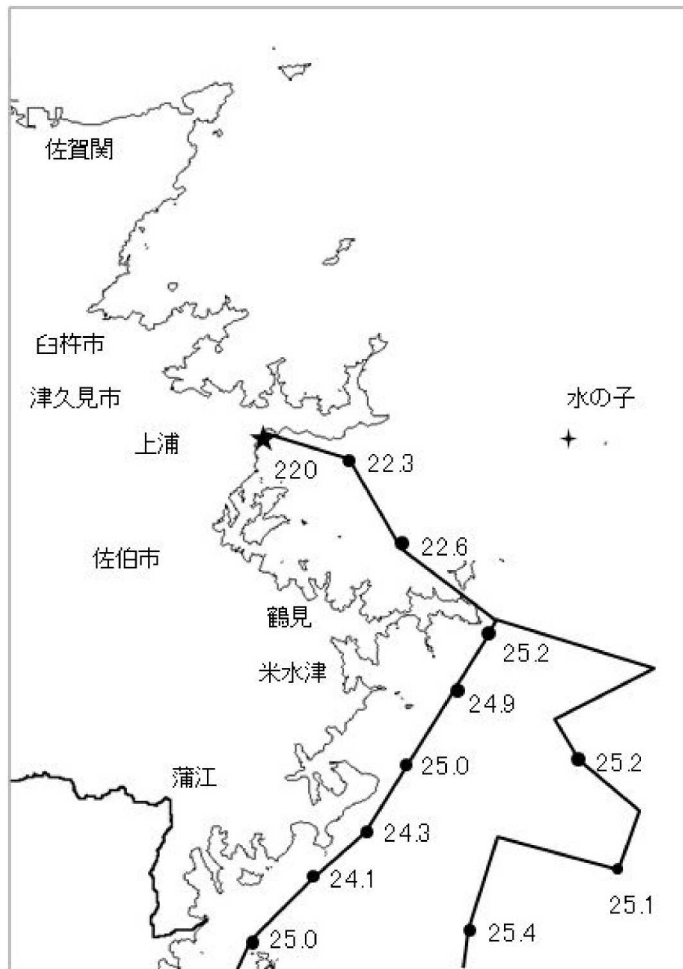 佐賀関
臼杵市
津久見市
水の子
上浦
220
22.3
22.6
佐伯市
鶴見
25.2
米水津
24.9
25.0
25.2
蒲江
24.3
24.1
25.1
25.0
25.4